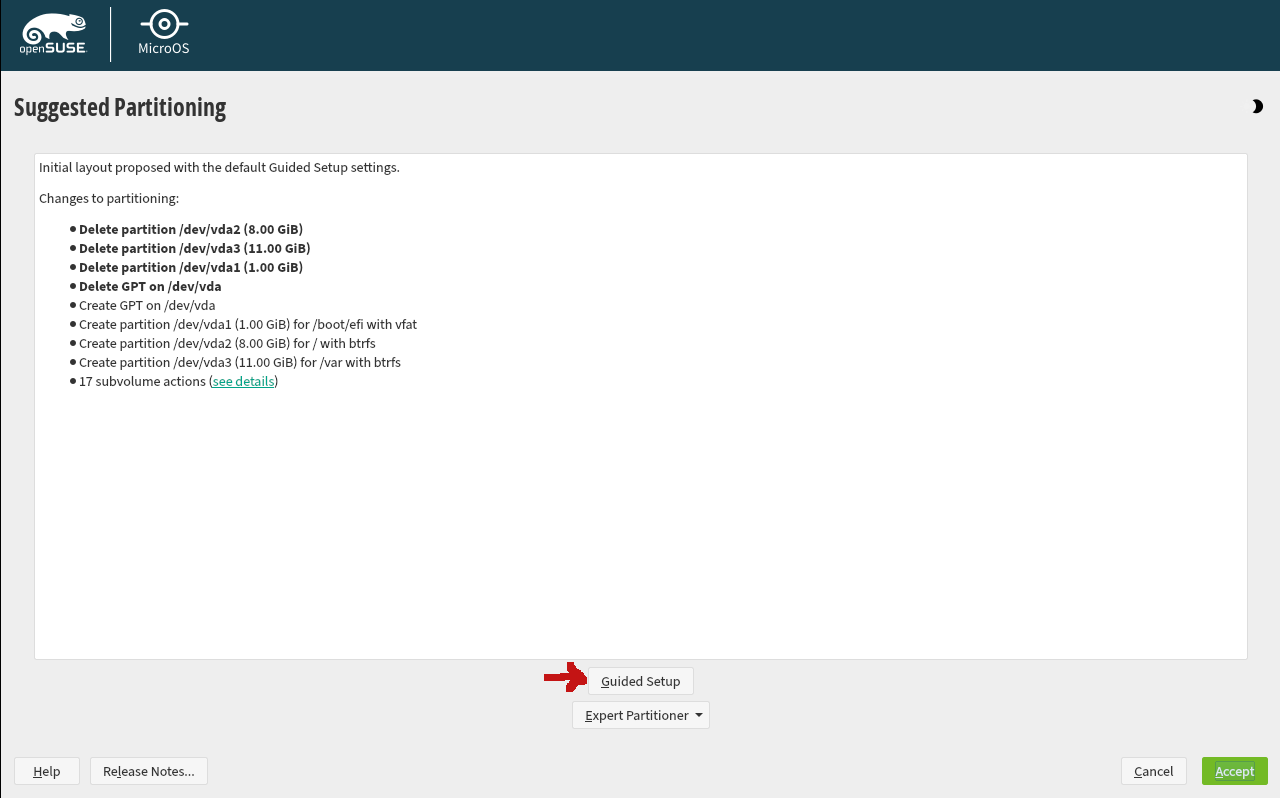 openSUSE
MicroOS
Suggested Partitioning
Initial layout proposed with the default Guided Setup settings.
Changes to partitioning:
Delete partition /dev/vda2 (8.00 GiB)
Delete partition /dev/vda3 (11.00 GiB)
Delete partition /dev/vda1 (1.00 GiB)
Delete GPT on /dev/vda
Create GPT on /dev/vda
Create partition /dev/vda1 (1.00 GiB) for /boot/efi with vfat
Create partition /dev/vda2 (8.00 GiB) for / with btrfs
Create partition /dev/vda3 (11.00 GiB) for /var with btrfs
17 subvolume actions (see details)
Guided Setup
Expert Partitioner
Help
Release Notes...
Cancel
Accept